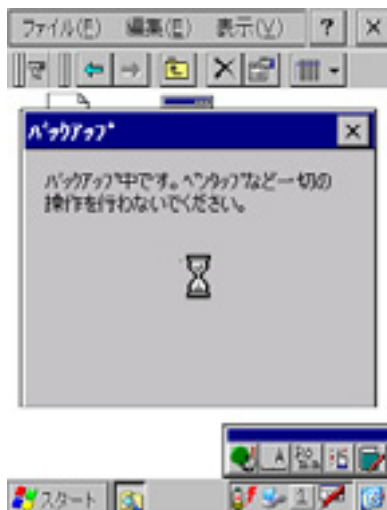 ファイル(F) 編集(E) 表示(V) ? ×
ﾊﾞｯｸｱｯﾌﾟ
ﾊﾞｯｸｱｯﾌﾟ中です。ﾍﾟﾝﾀｯﾌﾟなど一切の
操作を行わないでください。
A
スタート 1